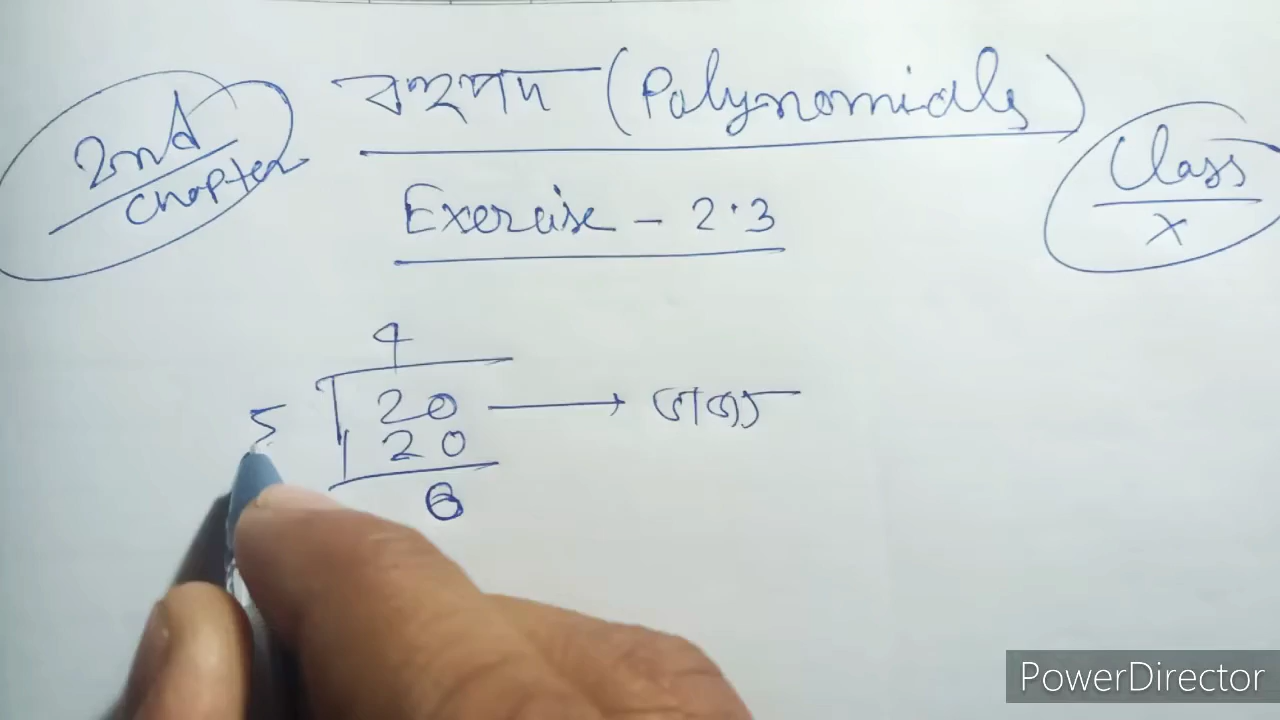 2nd
chapter
বহুপদ (Polynomials)
Class
X
Exercise - 2.3
4
5 20 → ভাজ্য
20
0
PowerDirector